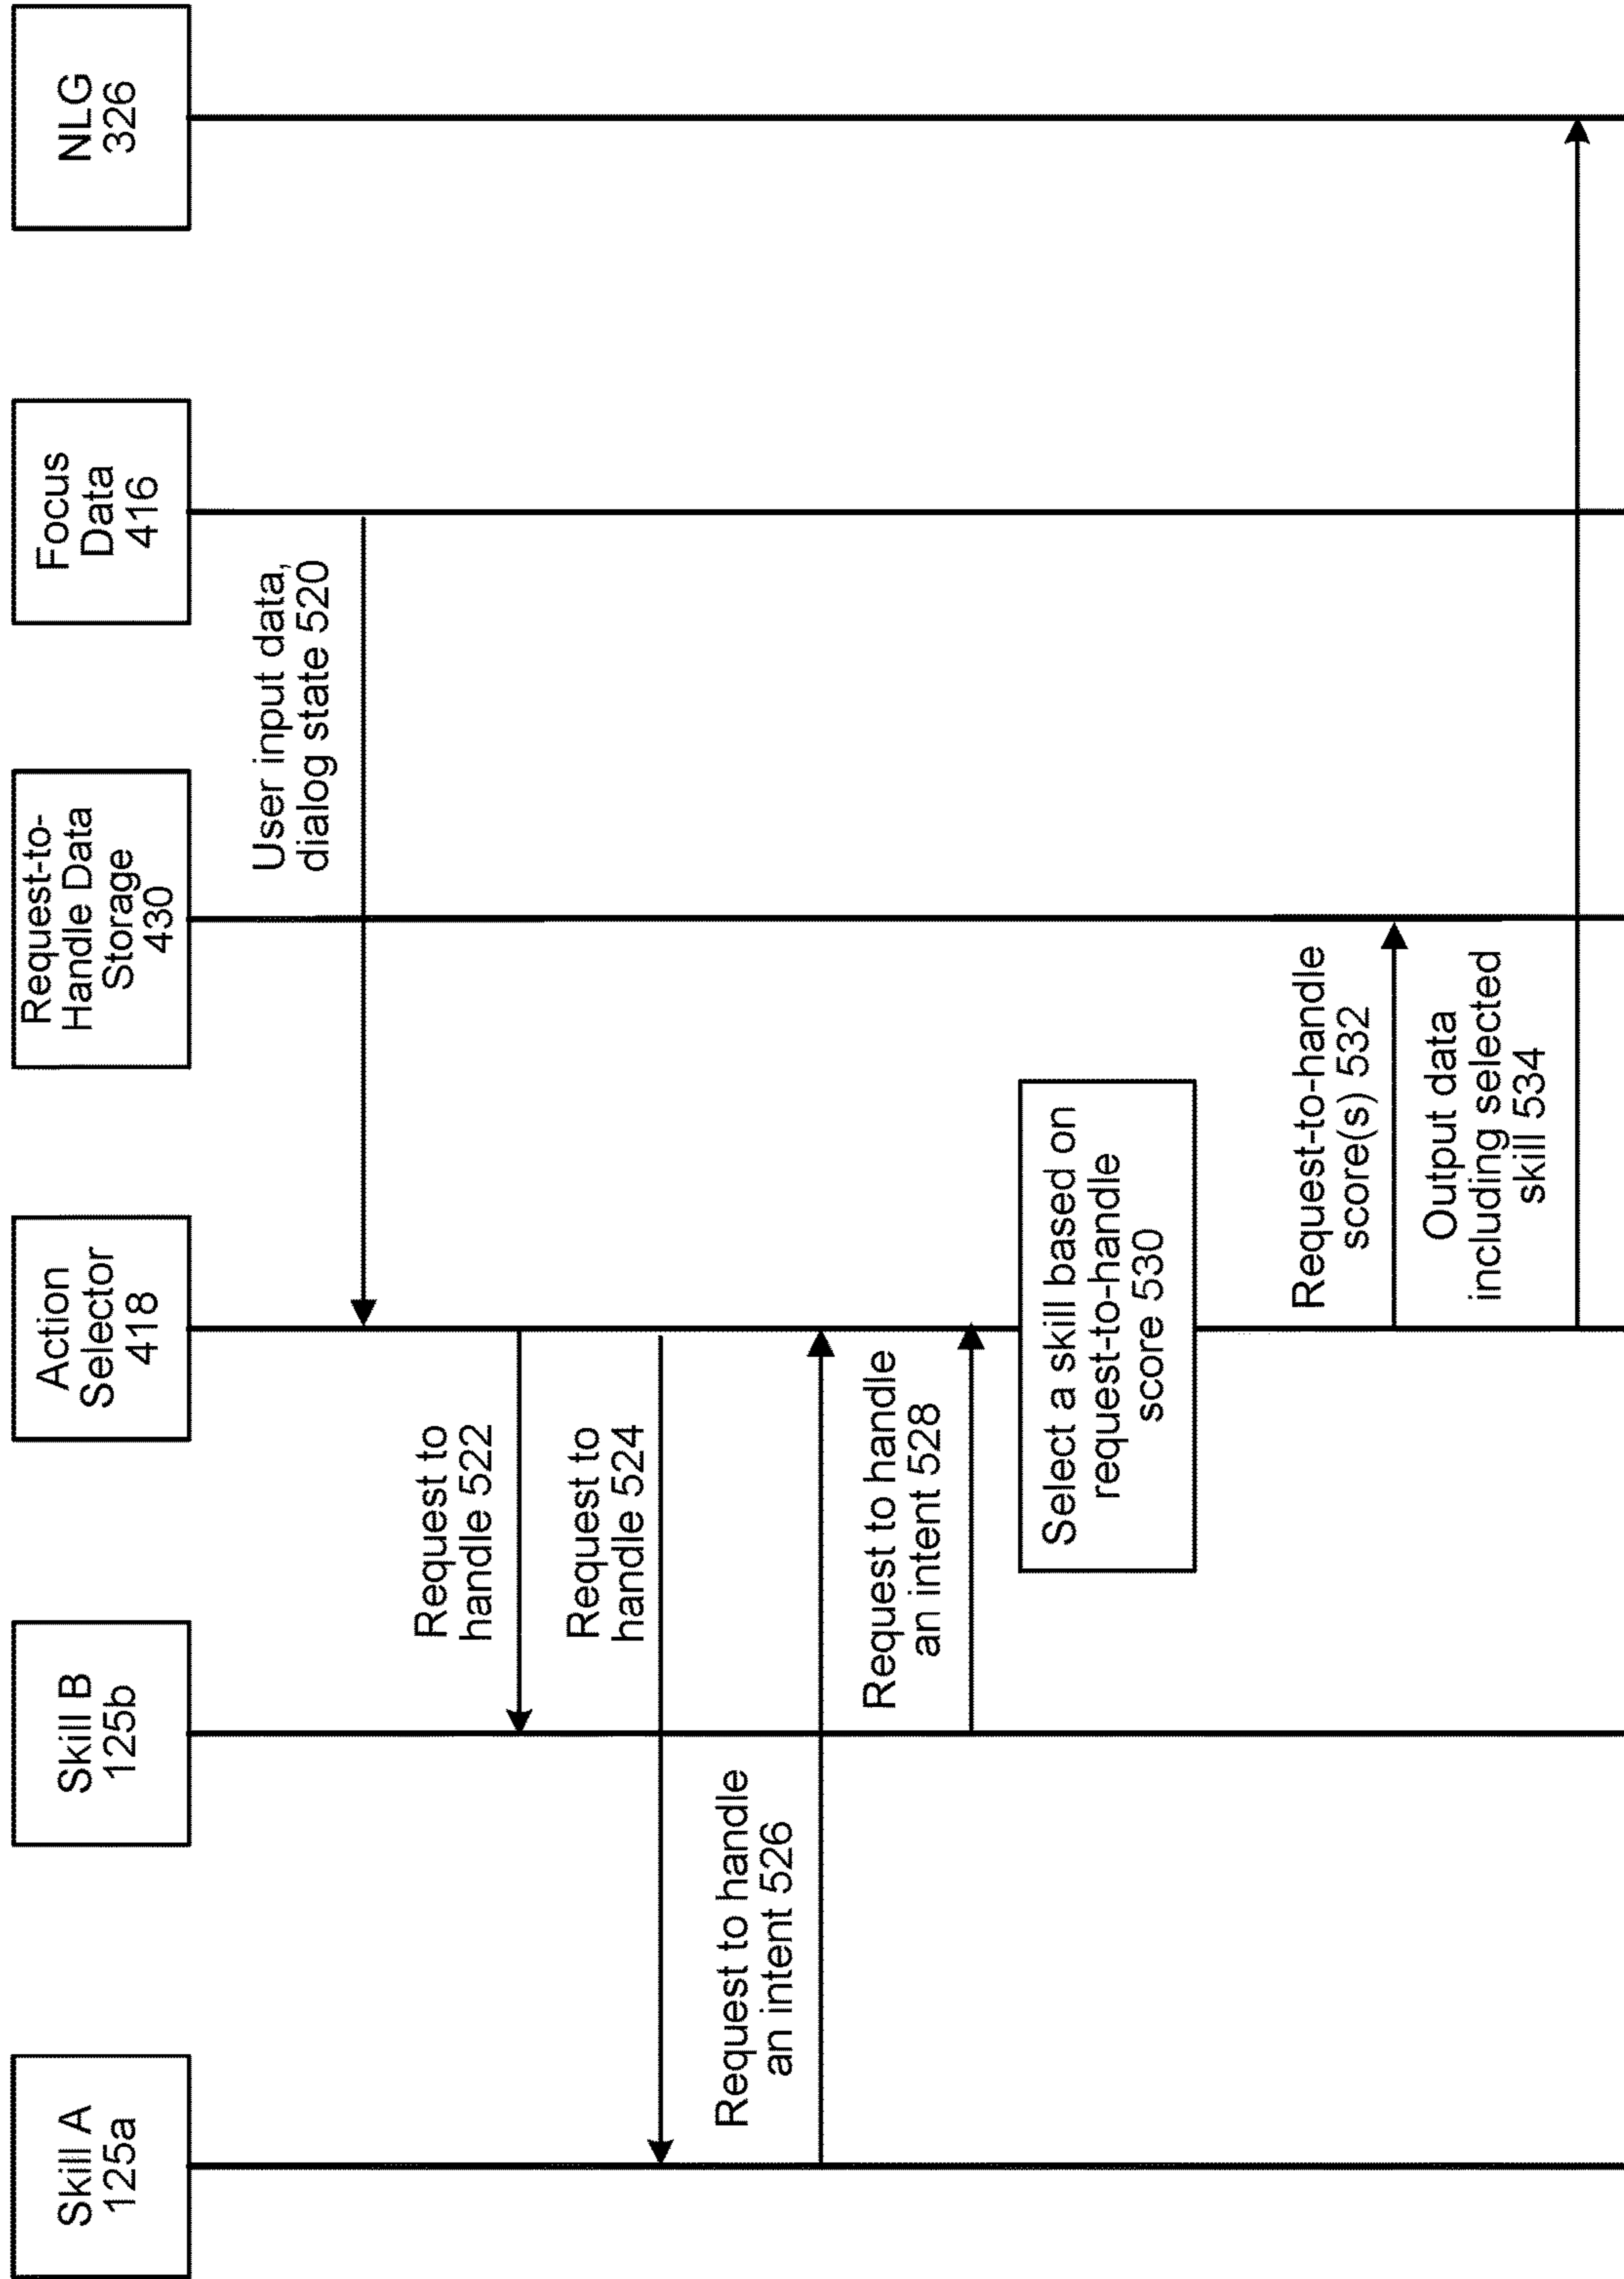 Skill A
125a
Skill B
125b
Action
Selector
418
Request-to-
Handle Data
Storage
430
Focus
Data
416
NLG
326
User input data,
dialog state 520
Request to
handle 522
Request to
handle 524
Request to handle
an intent 526
Request to handle
an intent 528
Select a skill based on
request-to-handle
score 530
Request-to-handle
score(s) 532
Output data
including selected
skill 534